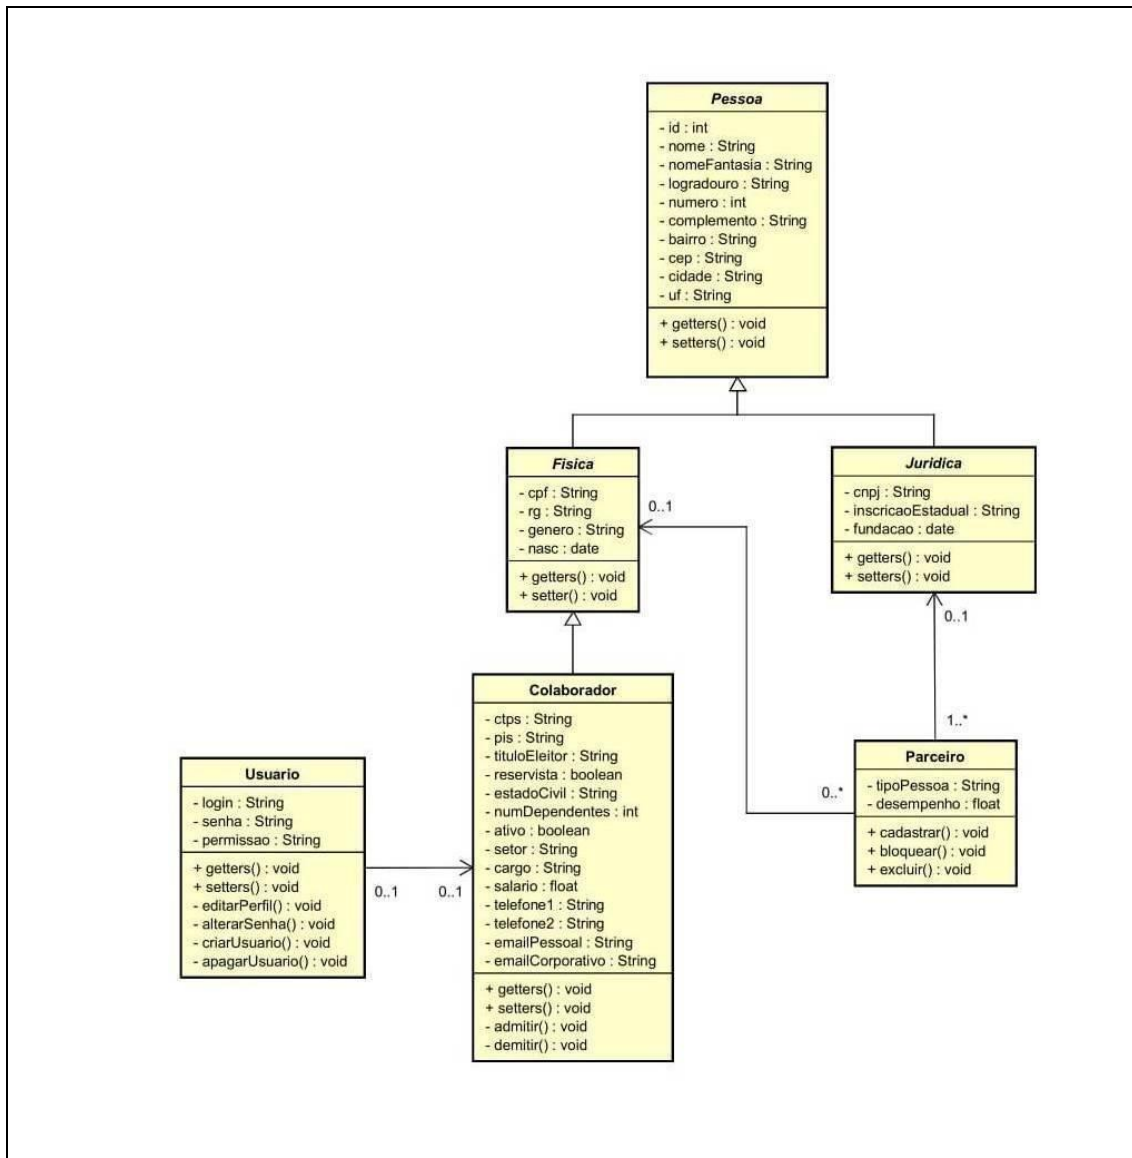 Pessoa
- id : int
- nome : String
- nomeFantasia : String
- logradouro : String
- numero : int
- complemento : String
- bairro : String
- cep : String
- cidade : String
- uf : String
+ getters() : void
+ setters() : void
Fisica
- cpf : String
- rg : String
- genero : String
- nasc : date
+ getters() : void
+ setter() : void
0..1
Juridica
- cnpj : String
- inscricaoEstadual : String
- fundacao : date
+ getters() : void
+ setters() : void
0..1
1..*
Colaborador
- ctps : String
- pis : String
- tituloEleitor : String
- reservista : boolean
- estadoCivil : String
- numDependentes : int
- ativo : boolean
- setor : String
- cargo : String
- salario : float
- telefone1 : String
- telefone2 : String
- emailPessoal : String
- emailCorporativo : String
+ getters() : void
+ setters() : void
- admitir() : void
- demitir() : void
Usuario
- login : String
- senha : String
- permissao : String
+ getters() : void
+ setters() : void
- editarPerfil() : void
- alterarSenha() : void
- criarUsuario() : void
- apagarUsuario() : void
0..1
0..1
0..*
Parceiro
- tipoPessoa : String
- desempenho : float
+ cadastrar() : void
+ bloquear() : void
+ excluir() : void